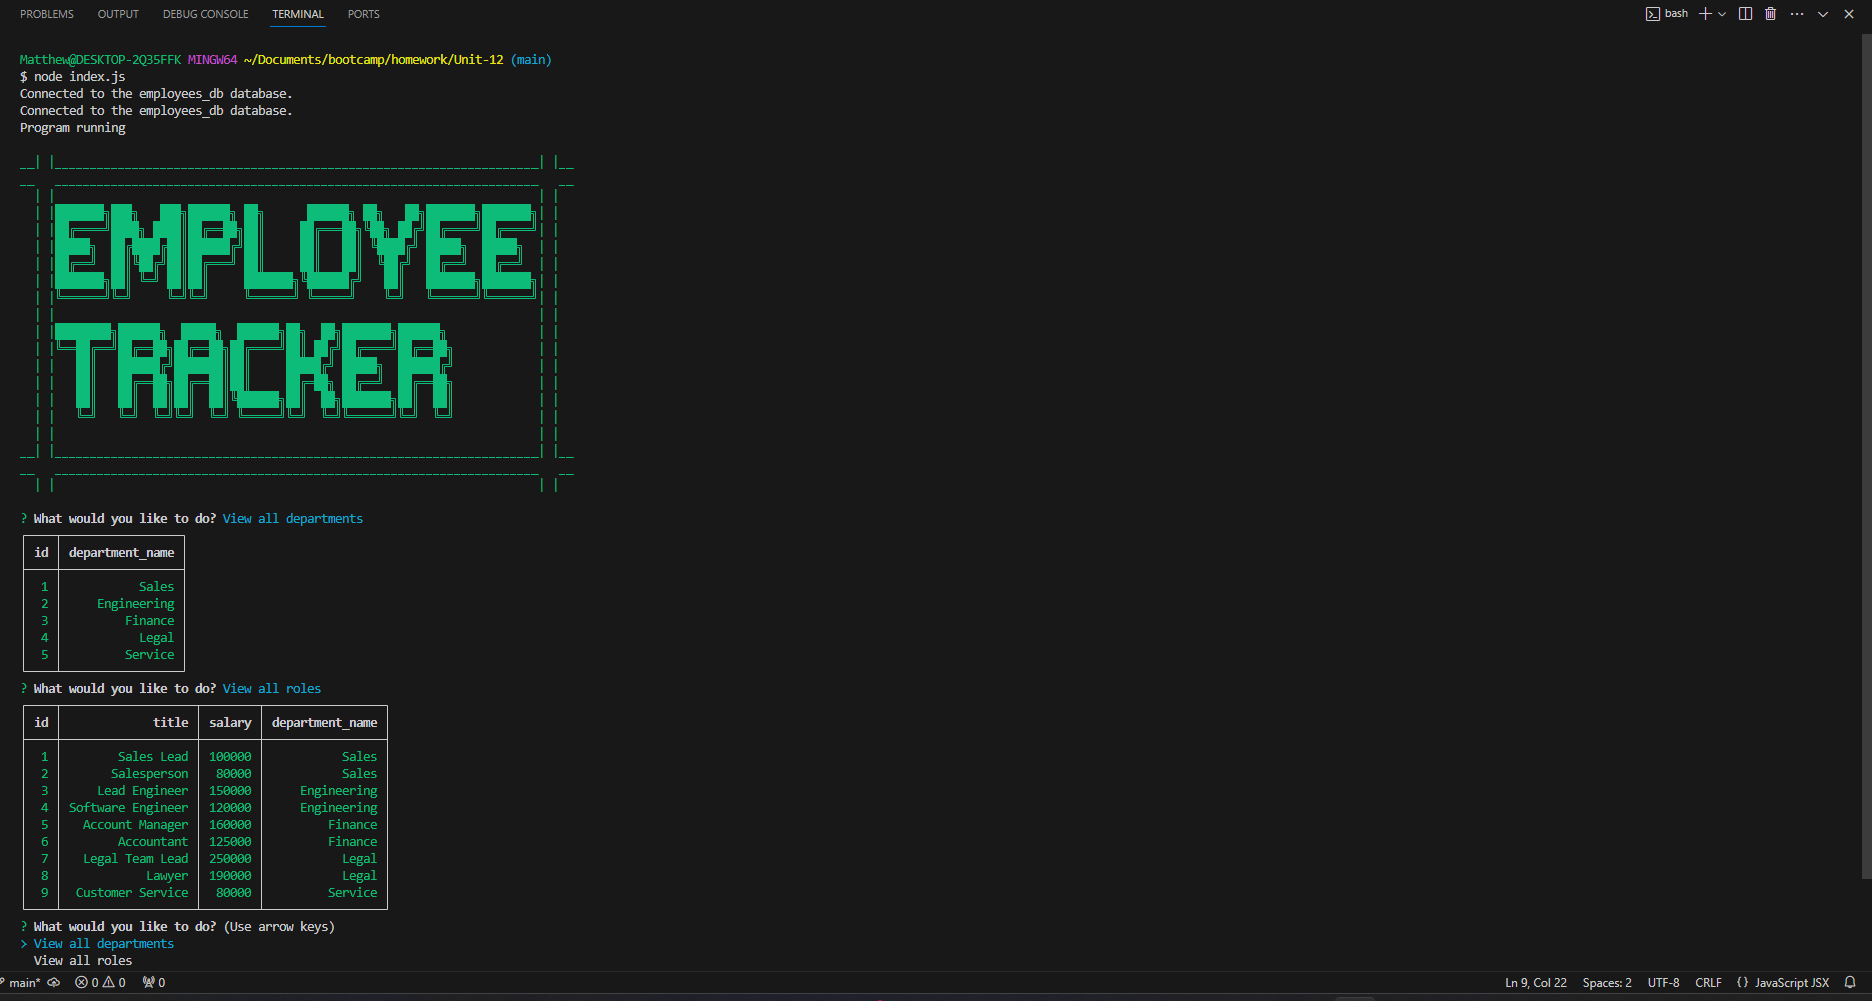 PROBLEMS OUTPUT DEBUG CONSOLE TERMINAL PORTS bash
Matthew@DESKTOP-2Q35FFK MINGW64 ~/Documents/bootcamp/homework/Unit-12 (main)
$ node index.js
Connected to the employees_db database.
Connected to the employees_db database.
Program running
EMPLOYEE
TRACKER
? What would you like to do? View all departments
id department_name
1 Sales
2 Engineering
3 Finance
4 Legal
5 Service
? What would you like to do? View all roles
id title salary department_name
1 Sales Lead 100000 Sales
2 Salesperson 80000 Sales
3 Lead Engineer 150000 Engineering
4 Software Engineer 120000 Engineering
5 Account Manager 160000 Finance
6 Accountant 125000 Finance
7 Legal Team Lead 250000 Legal
8 Lawyer 190000 Legal
9 Customer Service 80000 Service
? What would you like to do? (Use arrow keys)
> View all departments
View all roles
main* 0 0 0 Ln 9, Col 22 Spaces: 2 UTF-8 CRLF {} JavaScript JSX